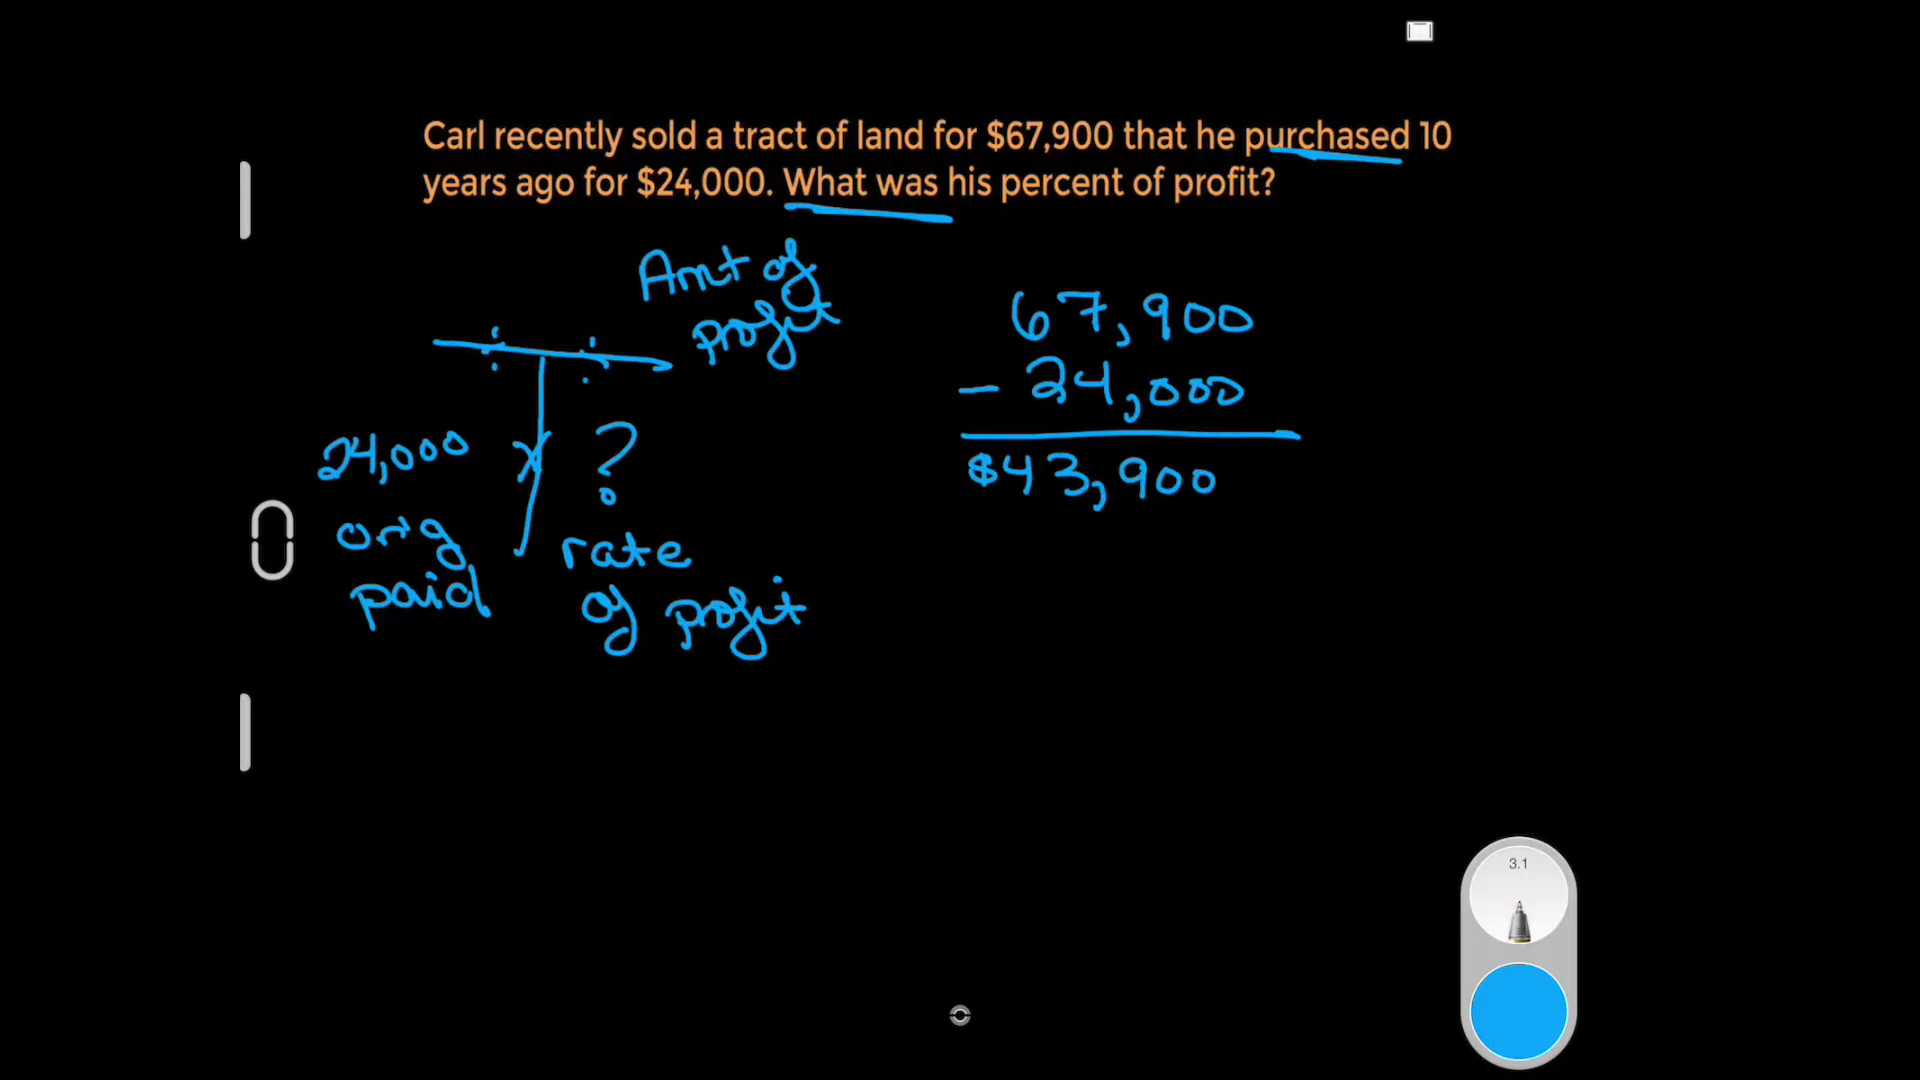 Carl recently sold a tract of land for $67,900 that he purchased 10
years ago for $24,000. What was his percent of profit?
Amt of
profit
÷ ÷
24,000 x ?
orig
paid
rate
of profit
67,900
- 24,000
$43,900
3.1